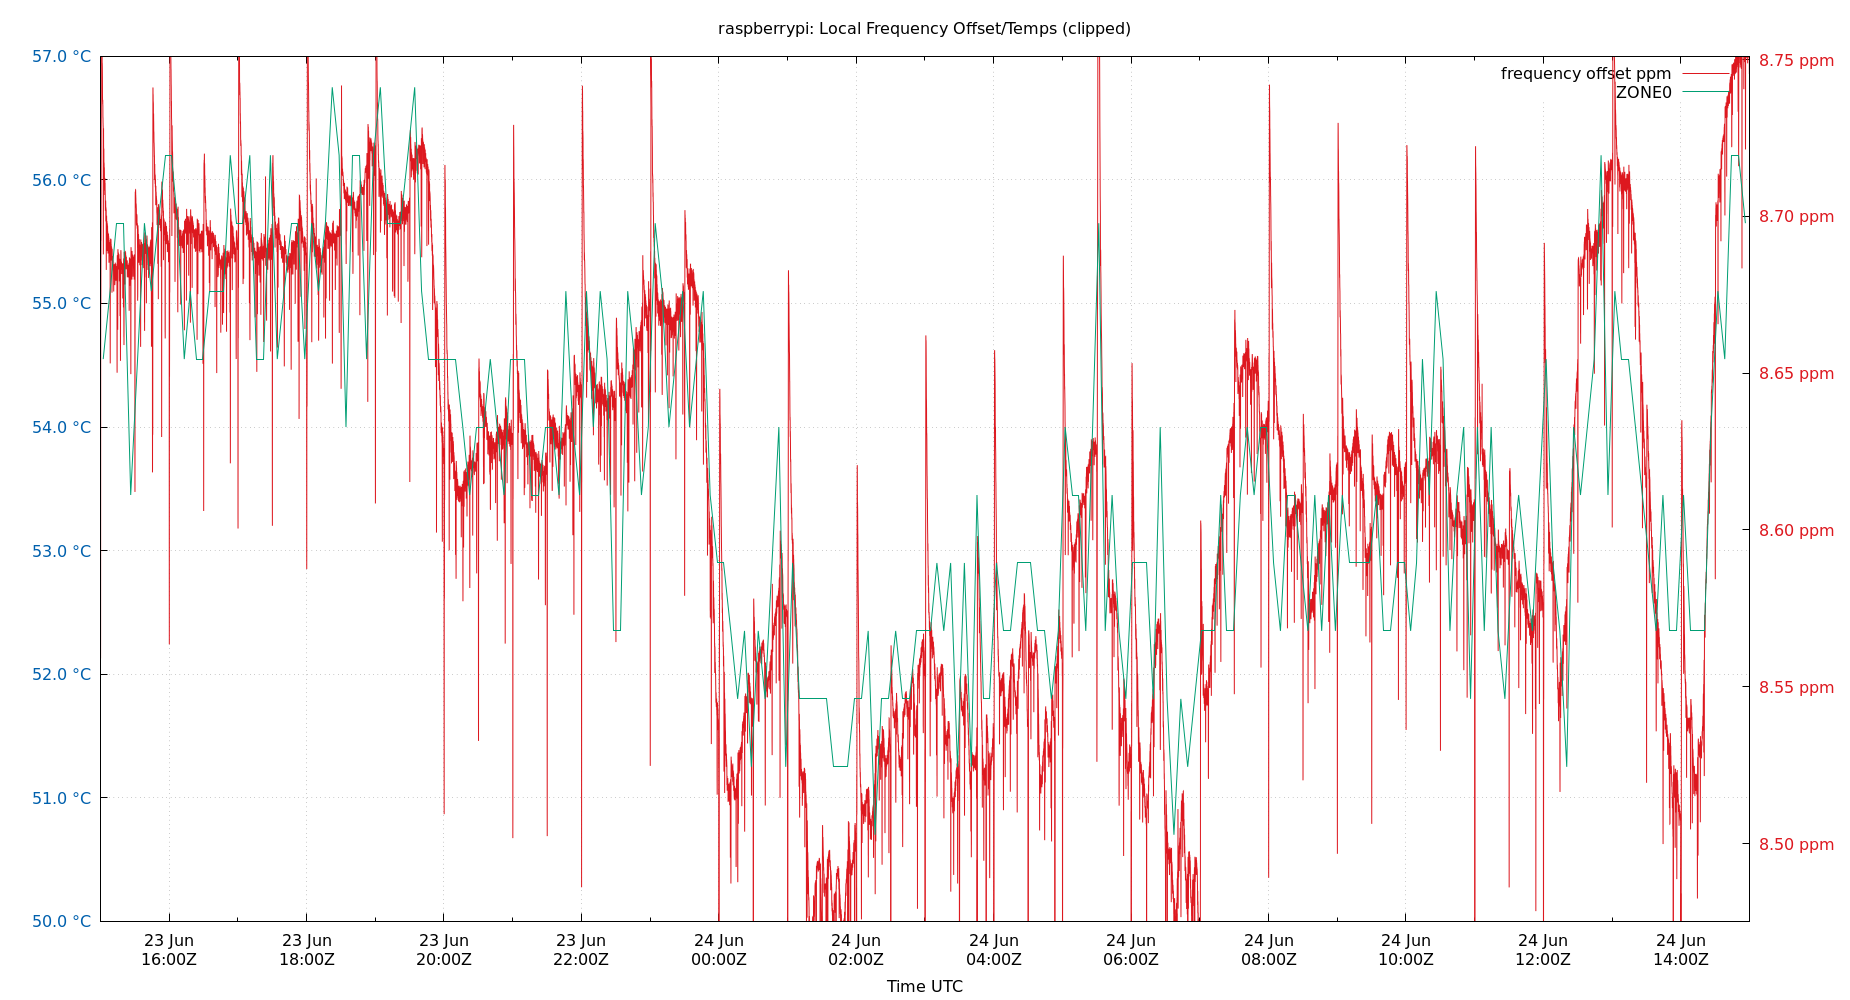 raspberrypi: Local Frequency Offset/Temps (clipped)
57.0 °C
56.0 °C
55.0 °C
54.0 °C
53.0 °C
52.0 °C
51.0 °C
50.0 °C
8.75 ppm
8.70 ppm
8.65 ppm
8.60 ppm
8.55 ppm
8.50 ppm
frequency offset ppm
ZONE0
23 Jun 23 Jun 23 Jun 23 Jun 24 Jun 24 Jun 24 Jun 24 Jun 24 Jun 24 Jun 24 Jun 24 Jun
16:00Z 18:00Z 20:00Z 22:00Z 00:00Z 02:00Z 04:00Z 06:00Z 08:00Z 10:00Z 12:00Z 14:00Z
Time UTC